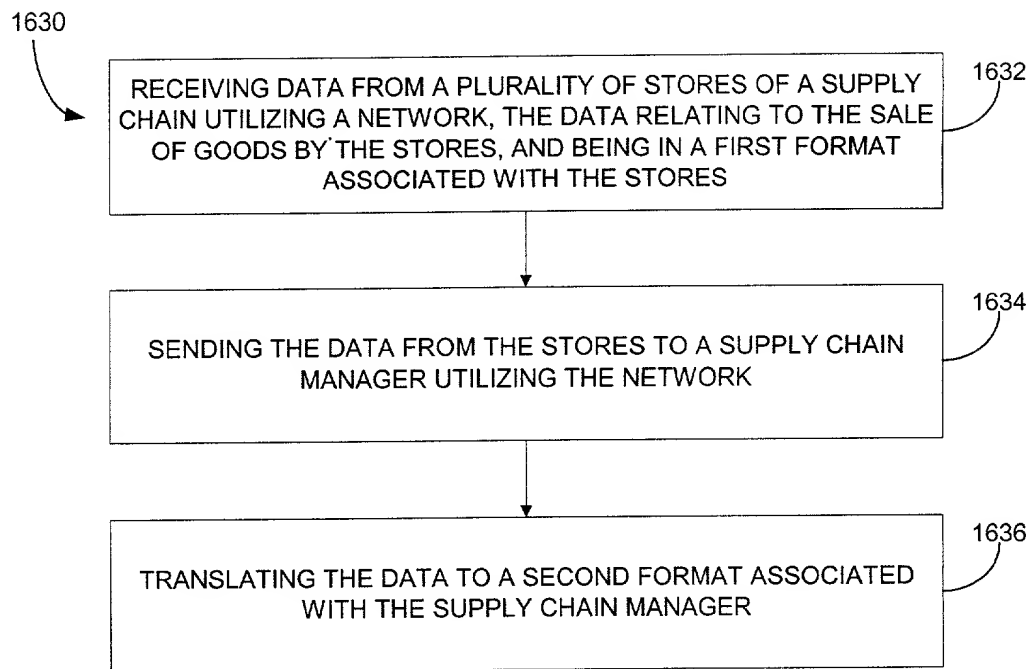 1630
1632
RECEIVING DATA FROM A PLURALITY OF STORES OF A SUPPLY
CHAIN UTILIZING A NETWORK, THE DATA RELATING TO THE SALE
OF GOODS BY THE STORES, AND BEING IN A FIRST FORMAT
ASSOCIATED WITH THE STORES
1634
SENDING THE DATA FROM THE STORES TO A SUPPLY CHAIN
MANAGER UTILIZING THE NETWORK
1636
TRANSLATING THE DATA TO A SECOND FORMAT ASSOCIATED
WITH THE SUPPLY CHAIN MANAGER